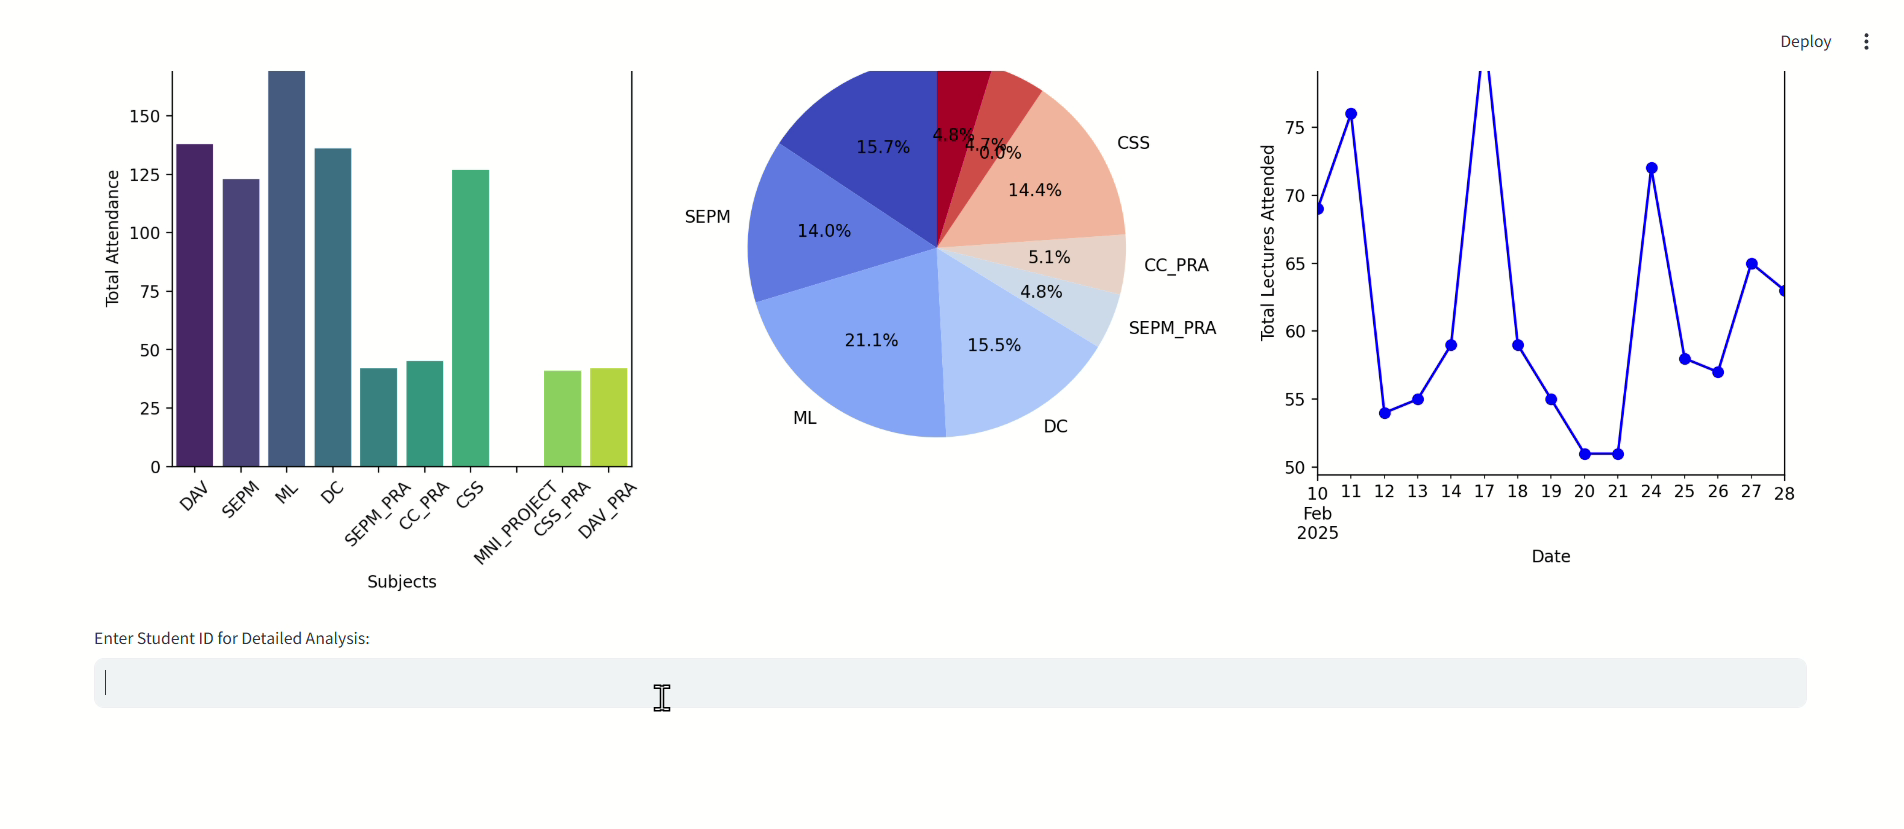 Deploy
150
125
100
75
50
25
0
Total Attendance
DAV
SEPM
ML
DC
SEPM_PRA
CC_PRA
CSS
MNI_PROJECT
CSS_PRA
DAV_PRA
Subjects
15.7%
SEPM
14.0%
ML
21.1%
DC
15.5%
SEPM_PRA
4.8%
CC_PRA
5.1%
CSS
14.4%
0.0%
4.7%
4.8%
Total Lectures Attended
75
70
65
60
55
50
10 11 12 13 14 17 18 19 20 21 24 25 26 27 28
Feb
2025
Date
Enter Student ID for Detailed Analysis: